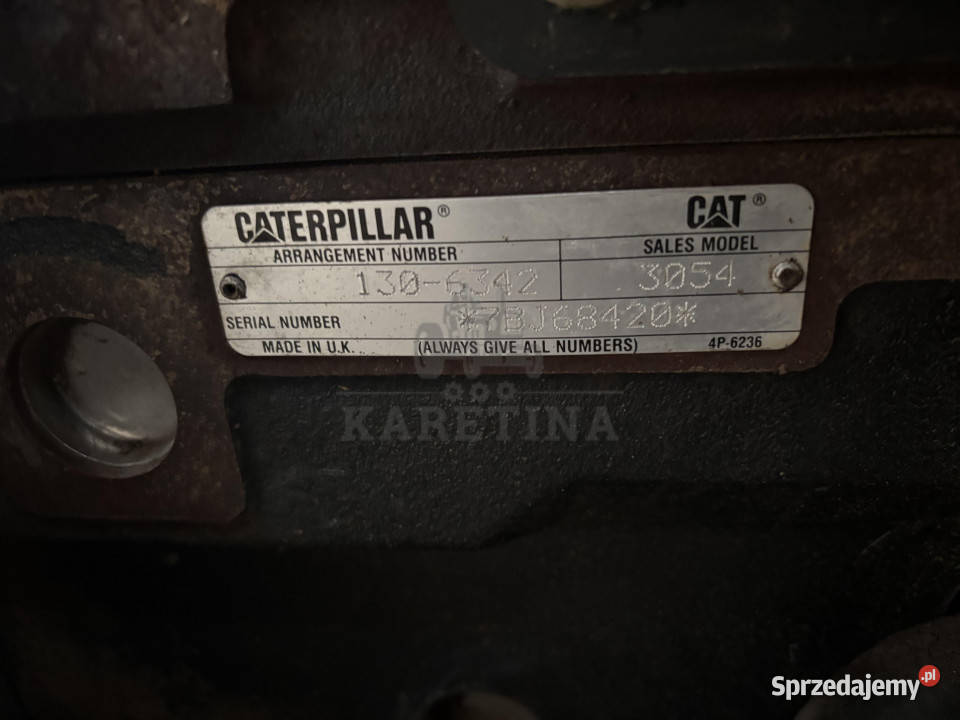 CATERPILLAR® CAT®
ARRANGEMENT NUMBER SALES MODEL
130-6342 3054
SERIAL NUMBER *7BJ68420*
MADE IN U.K. (ALWAYS GIVE ALL NUMBERS) 4P-6236
KARETINA
Sprzedajemy.pl